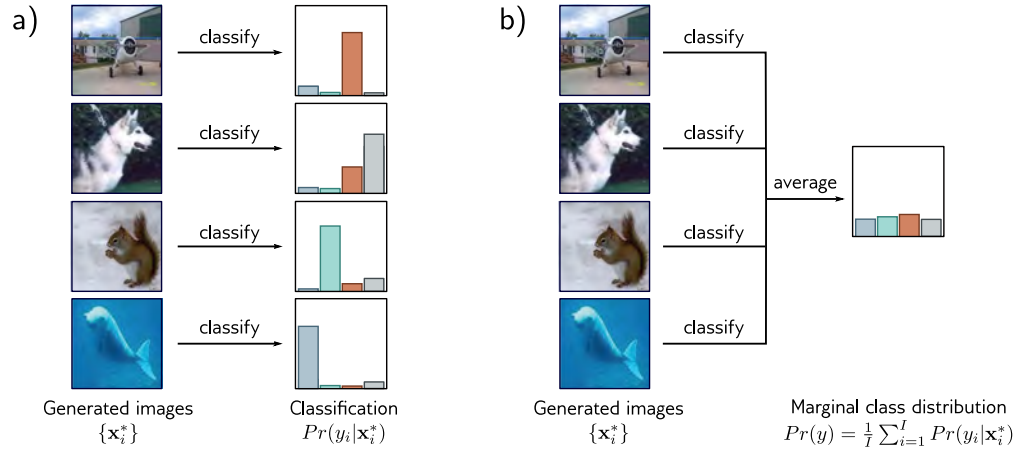 a)
classify
classify
classify
classify
Generated images
{x*_i}
Classification
Pr(y_i|x*_i)
b)
classify
classify
classify
classify
average
Generated images
{x*_i}
Marginal class distribution
Pr(y) = 1/I ∑_{i=1}^{I} Pr(y_i|x*_i)